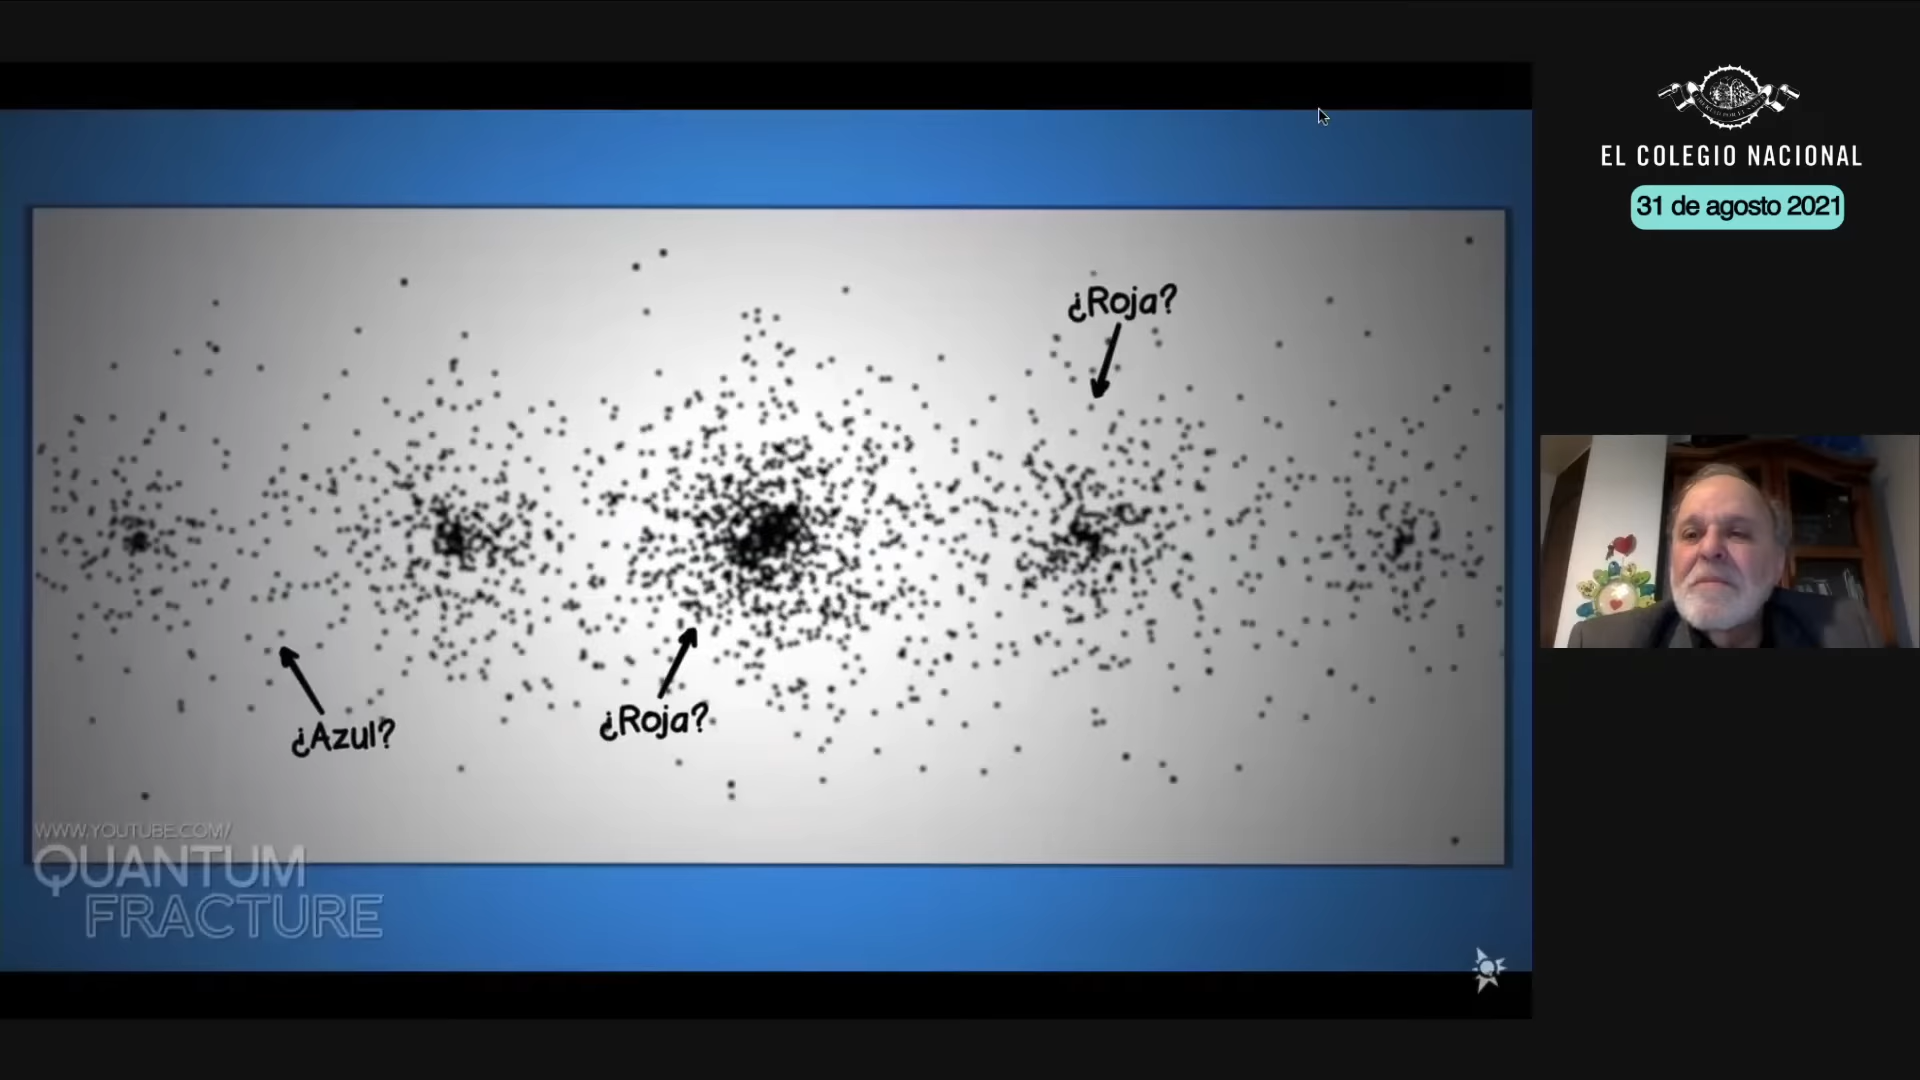 EL COLEGIO NACIONAL
31 de agosto 2021
¿Roja?
¿Roja?
¿Azul?
WWW.YOUTUBE.COM/
QUANTUM
FRACTURE